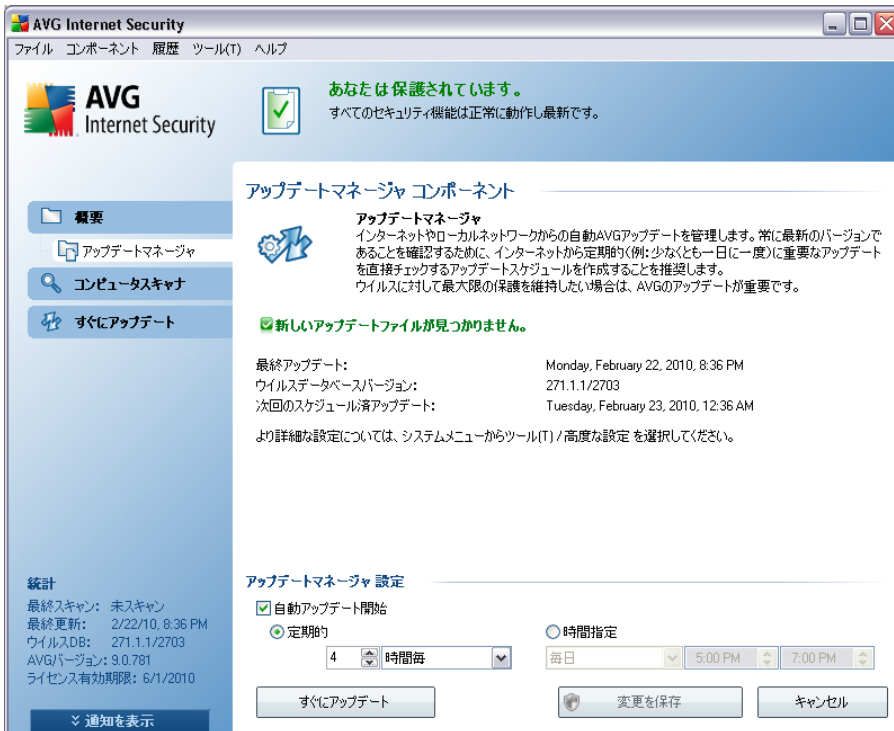 AVG Internet Security
ファイル コンポーネント 履歴 ツール(T) ヘルプ
AVG
Internet Security
あなたは保護されています。
すべてのセキュリティ機能は正常に動作し最新です。
概要
アップデートマネージャ
コンピュータスキャナ
すぐにアップデート
アップデートマネージャ コンポーネント
アップデートマネージャ
インターネットやローカルネットワークからの自動AVGアップデートを管理します。常に最新のバージョンで
あることを確認するために、インターネットから定期的(例:少なくとも一日に一度)に重要なアップデート
を直接チェックするアップデートスケジュールを作成することを推奨します。
ウイルスに対して最大限の保護を維持したい場合は、AVGのアップデートが重要です。
新しいアップデートファイルが見つかりません。
最終アップデート: Monday, February 22, 2010, 8:36 PM
ウイルスデータベースバージョン: 271.1.1/2703
次回のスケジュール済アップデート: Tuesday, February 23, 2010, 12:36 AM
より詳細な設定については、システムメニューからツール(T) / 高度な設定 を選択してください。
統計
最終スキャン: 未スキャン
最終更新: 2/22/10, 8:36 PM
ウイルスDB: 271.1.1/2703
AVGバージョン: 9.0.781
ライセンス有効期限: 6/1/2010
通知を表示
アップデートマネージャ 設定
自動アップデート開始
定期的 時間指定
4 時間毎 毎日 5:00 PM 7:00 PM
すぐにアップデート 変更を保存 キャンセル